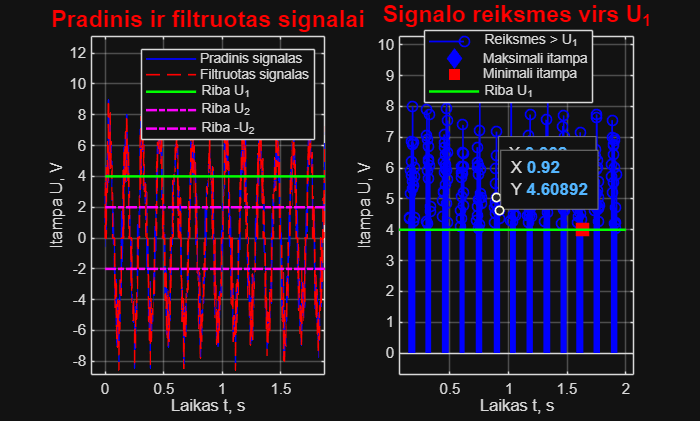 Pradinis ir filtruotas signalai
Pradinis signalas
Filtruotas signalas
Riba U₁
Riba U₂
Riba -U₂
Itampa U, V
12
10
8
6
4
2
0
-2
-4
-6
-8
0
0.5
1
1.5
Laikas t, s
Signalo reiksmes virs U₁
Reiksmes > U₁
Maksimali itampa
Minimali itampa
Riba U₁
X 0.92
Y 4.60892
Itampa U, V
10
9
8
7
6
5
4
3
2
1
0
0.5
1
1.5
2
Laikas t, s